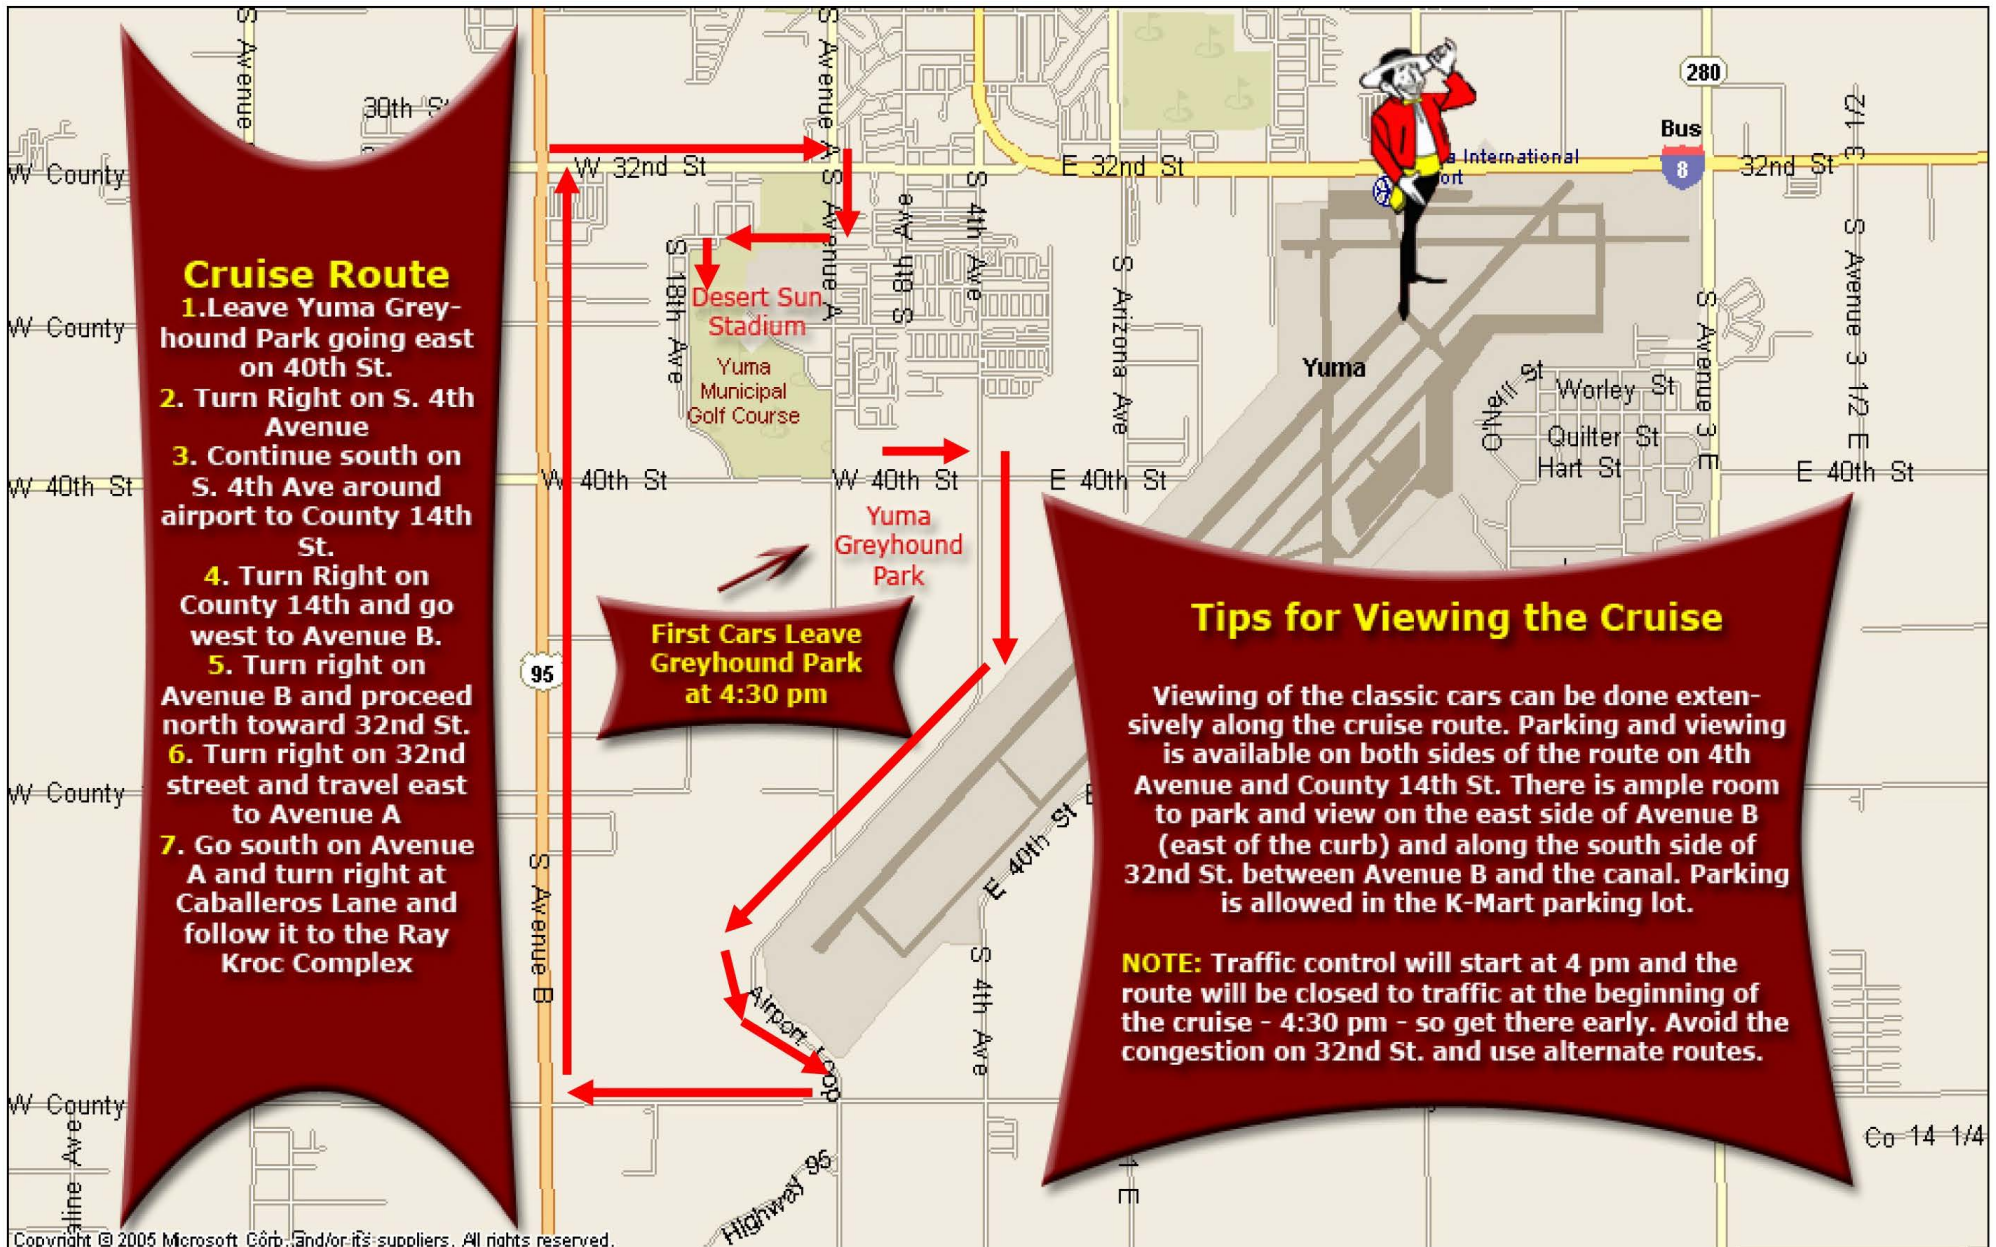 Cruise Route
1.Leave Yuma Grey-
hound Park going east
on 40th St.
2. Turn Right on S. 4th
Avenue
3. Continue south on
S. 4th Ave around
airport to County 14th
St.
4. Turn Right on
County 14th and go
west to Avenue B.
5. Turn right on
Avenue B and proceed
north toward 32nd St.
6. Turn right on 32nd
street and travel east
to Avenue A
7. Go south on Avenue
A and turn right at
Caballeros Lane and
follow it to the Ray
Kroc Complex
First Cars Leave
Greyhound Park
at 4:30 pm
Tips for Viewing the Cruise
Viewing of the classic cars can be done exten-
sively along the cruise route. Parking and viewing
is available on both sides of the route on 4th
Avenue and County 14th St. There is ample room
to park and view on the east side of Avenue B
(east of the curb) and along the south side of
32nd St. between Avenue B and the canal. Parking
is allowed in the K-Mart parking lot.
NOTE: Traffic control will start at 4 pm and the
route will be closed to traffic at the beginning of
the cruise - 4:30 pm - so get there early. Avoid the
congestion on 32nd St. and use alternate routes.
S Avenue
30th St
S Avenue A
280
Bus
8
3 1/2
W County
W 32nd St
E 32nd St
International
32nd St
S Avenue A
S 8th Ave
S 4th Ave
S 18th Ave
Desert Sun
Stadium
Yuma
Municipal
Golf Course
S Arizona Ave
Yuma
S Avenue 3 E
S Avenue 3 1/2 E
W County
O'Neill St
Worley St
Quilter St
Hart St
W 40th St
W 40th St
W 40th St
E 40th St
E 40th St
Yuma
Greyhound
Park
95
W County
E 40th St
S Avenue B
S 4th Ave
Airport Loop
W County
Co 14 1/4
Highway 95
1 E
Copyright © 2005 Microsoft Corp. and/or its suppliers. All rights reserved.